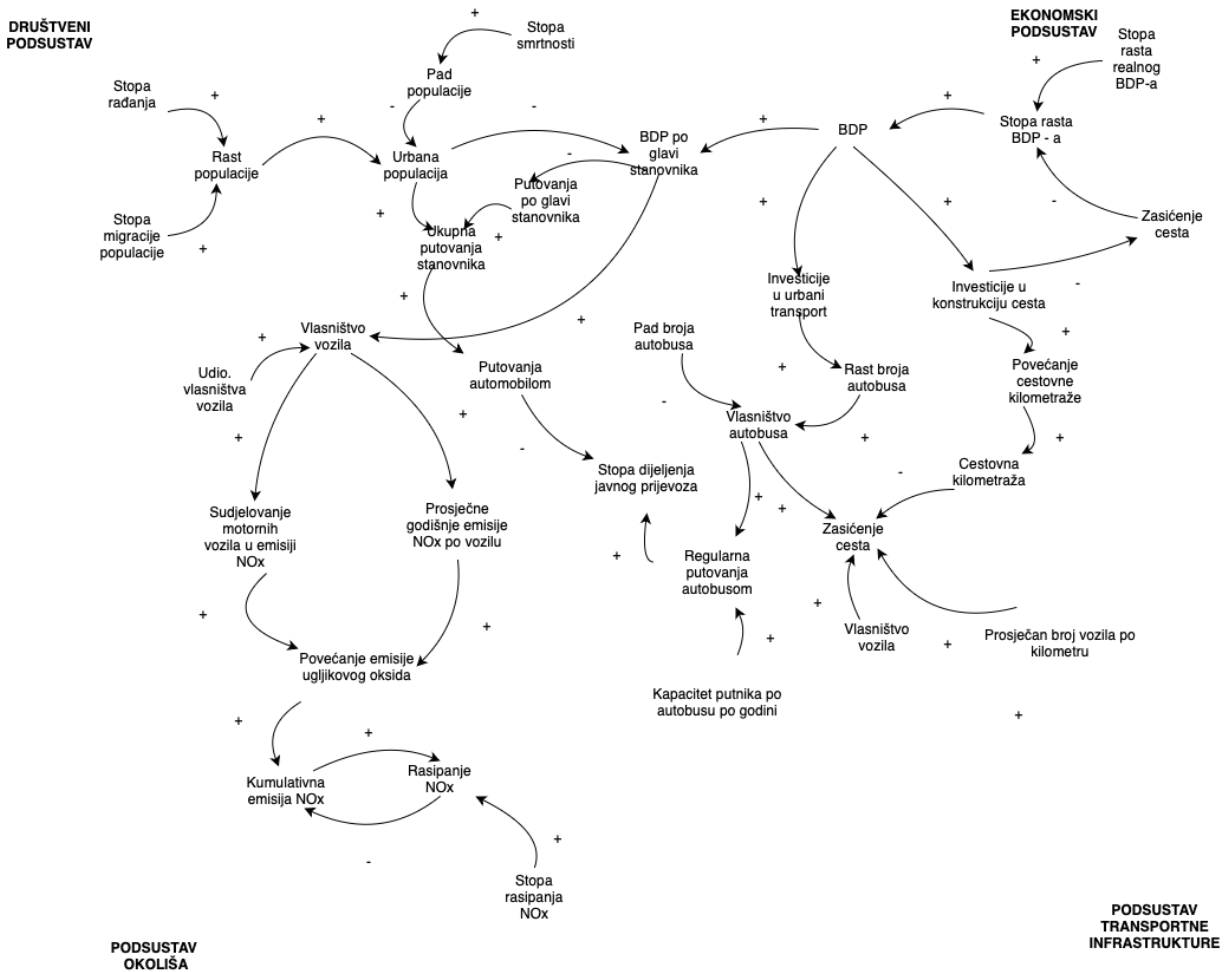 DRUŠTVENI
PODSUSTAV
+
Stopa
smrtnosti
EKONOMSKI
PODSUSTAV
Stopa
rasta
realnog
BDP-a
+
Pad
populacije
Stopa
rađanja
+
-
+
-
+
+
Stopa rasta
BDP - a
BDP
BDP po
glavi
stanovnika
Rast
populacije
Urbana
populacija
-
Putovanja
po glavi
stanovnika
+
+
+
-
Zasićenje
cesta
Stopa
migracije
populacije
+
Ukupna
putovanja
stanovnika
+
Investicije
u urbani
transport
Investicije u
konstrukciju cesta
-
+
Vlasništvo
vozila
+
+
Pad broja
autobusa
+
Udio.
vlasništva
vozila
Putovanja
automobilom
+
Rast broja
autobusa
Povećanje
cestovne
kilometraže
-
+
Vlasništvo
autobusa
+
-
+
+
Stopa dijeljenja
javnog prijevoza
-
Cestovna
kilometraža
+
+
Sudjelovanje
motornih
vozila u emisiji
NOx
Prosječne
godišnje emisije
NOx po vozilu
Zasićenje
cesta
+
Regularna
putovanja
autobusom
+
+
+
Vlasništvo
vozila
+
+
Prosječan broj vozila po
kilometru
Povećanje emisije
ugljikovog oksida
Kapacitet putnika po
autobusu po godini
+
+
+
Kumulativna
emisija NOx
Rasipanje
NOx
+
-
Stopa
rasipanja
NOx
PODSUSTAV
TRANSPORTNE
INFRASTRUKTURE
PODSUSTAV
OKOLIŠA